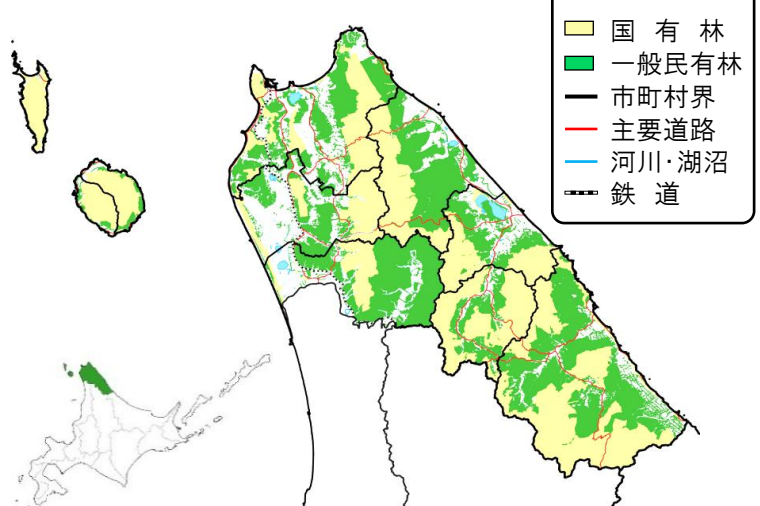 国 有 林
一般民有林
市町村界
主要道路
河川･湖沼
鉄 道